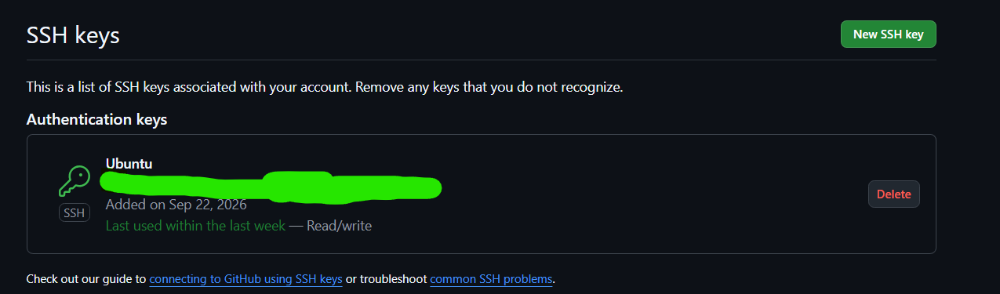 SSH keys
New SSH key
This is a list of SSH keys associated with your account. Remove any keys that you do not recognize.
Authentication keys
Ubuntu
Added on Sep 22, 2026
SSH
Last used within the last week — Read/write
Delete
Check out our guide to connecting to GitHub using SSH keys or troubleshoot common SSH problems.